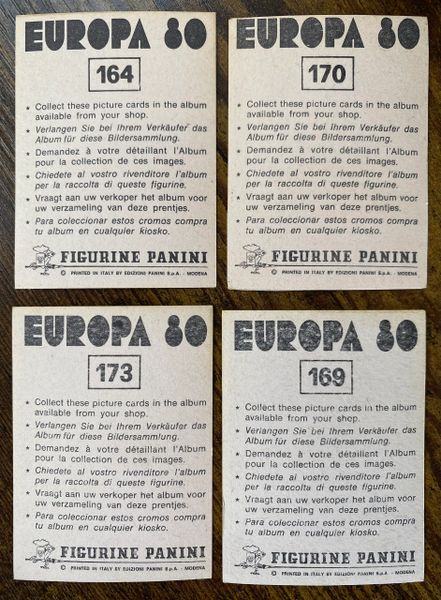 EUROPA 80
164
★ Collect these picture cards in the album
available from your shop.
★ Verlangen Sie bei Ihrem Verkäufer das
Album für diese Bildersammlung.
★ Demandez à votre détaillant l'Album
pour la collection de ces images.
★ Chiedete al vostro rivenditore l'album
per la raccolta di queste figurine.
★ Vraagt aan uw verkoper het album voor
uw verzameling van deze prentjes.
★ Para coleccionar estos cromos compra
tu album en cualquier kiosko.
FIGURINE PANINI
© PRINTED IN ITALY BY EDIZIONI PANINI S.p.A. - MODENA
EUROPA 80
170
★ Collect these picture cards in the album
available from your shop.
★ Verlangen Sie bei Ihrem Verkäufer das
Album für diese Bildersammlung.
★ Demandez à votre détaillant l'Album
pour la collection de ces images.
★ Chiedete al vostro rivenditore l'album
per la raccolta di queste figurine.
★ Vraagt aan uw verkoper het album voor
uw verzameling van deze prentjes.
★ Para coleccionar estos cromos compra
tu album en cualquier kiosko.
FIGURINE PANINI
© PRINTED IN ITALY BY EDIZIONI PANINI S.p.A. - MODENA
EUROPA 80
173
★ Collect these picture cards in the album
available from your shop.
★ Verlangen Sie bei Ihrem Verkäufer das
Album für diese Bildersammlung.
★ Demandez à votre détaillant l'Album
pour la collection de ces images.
★ Chiedete al vostro rivenditore l'album
per la raccolta di queste figurine.
★ Vraagt aan uw verkoper het album voor
uw verzameling van deze prentjes.
★ Para coleccionar estos cromos compra
tu album en cualquier kiosko.
FIGURINE PANINI
© PRINTED IN ITALY BY EDIZIONI PANINI S.p.A. - MODENA
EUROPA 80
169
★ Collect these picture cards in the album
available from your shop.
★ Verlangen Sie bei Ihrem Verkäufer das
Album für diese Bildersammlung.
★ Demandez à votre détaillant l'Album
pour la collection de ces images.
★ Chiedete al vostro rivenditore l'album
per la raccolta di queste figurine.
★ Vraagt aan uw verkoper het album voor
uw verzameling van deze prentjes.
★ Para coleccionar estos cromos compra
tu album en cualquier kiosko.
FIGURINE PANINI
© PRINTED IN ITALY BY EDIZIONI PANINI S.p.A. - MODENA